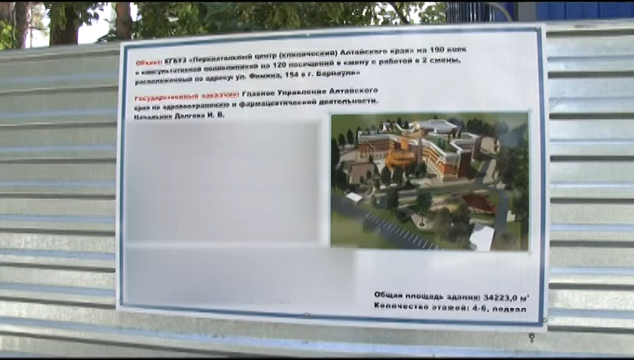 Объект: КГБУЗ «Перинатальный центр (клинический) Алтайского края» на 190 коек
с консультативной поликлиникой на 120 посещений в смену с работой в 2 смены,
расположенный по адресу: ул. Фомина, 154 в г. Барнауле»
Государственный заказчик: Главное Управление Алтайского
края по здравоохранению и фармацевтической деятельности.
Начальник Долгова И. В.
Общая площадь здания: 34223,0 м²
Количество этажей: 4-6, подвал